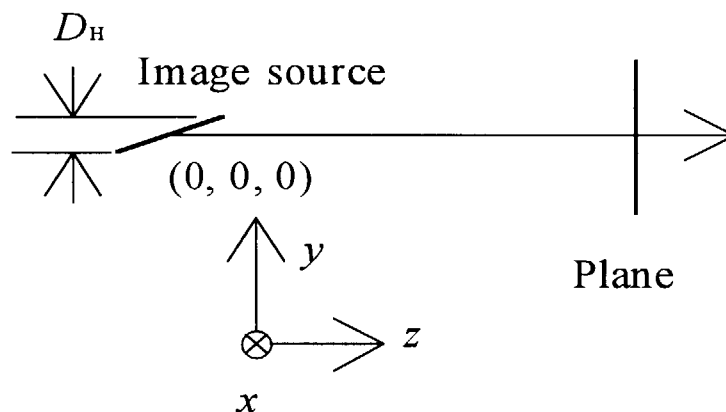 D_H
Image source
(0, 0, 0)
y
Plane
z
x